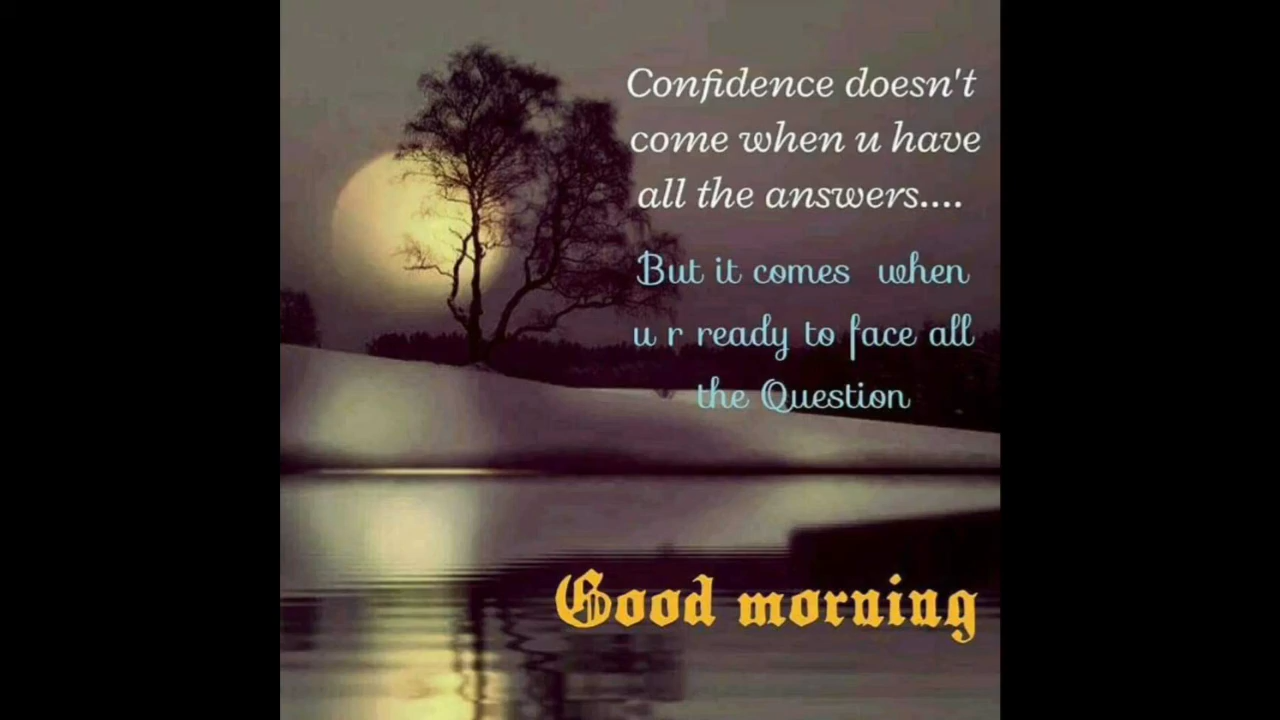 Confidence doesn't
come when u have
all the answers....
But it comes when
u r ready to face all
the Question
Good morning